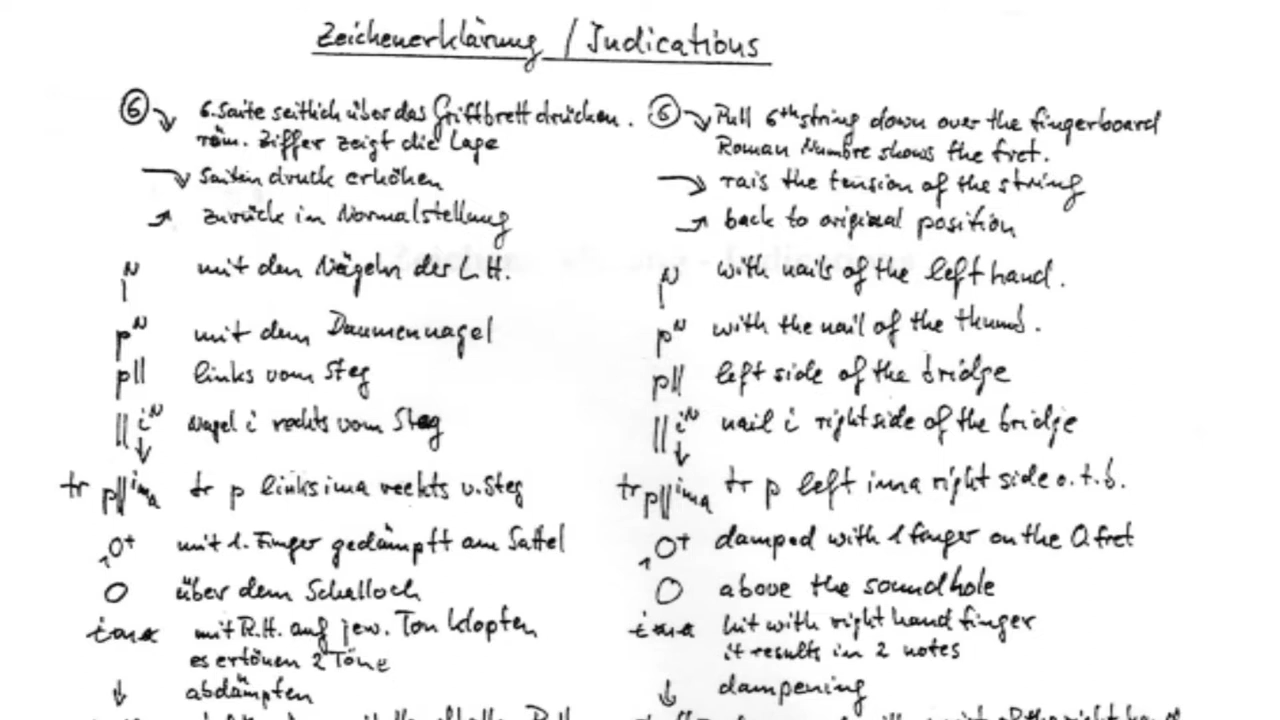 Zeichenerklärung / Indications
⑥↘ 6. Saite seitlich über das Griffbrett drücken.
röm. Ziffer zeigt die Lage
Saitendruck erhöhen
zurück in Normalstellung
N mit den Nägeln der L.H.
pN mit dem Daumennagel
p|| links vom Steg
||iN Nagel i rechts vom Steg
tr p||ima tr p links ima rechts v. Steg
1O+ mit 1. Finger gedämpft am Sattel
O über dem Schalloch
mit R.H. auf jew. Ton klopfen
es ertönen 2 Töne
↓ abdämpfen
⑥↘ Pull 6th string down over the fingerboard
Roman Numbre shows the fret.
rais the tension of the string
back to original position
N with nails of the left hand.
pN with the nail of the thumb.
p|| left side of the bridge
||iN nail i right side of the bridge
tr p||ima tr p left ima right side o.t.b.
1O+ damped with 1 finger on the 0. fret
O above the soundhole
hit with right hand finger
it results in 2 notes
↓ dampening